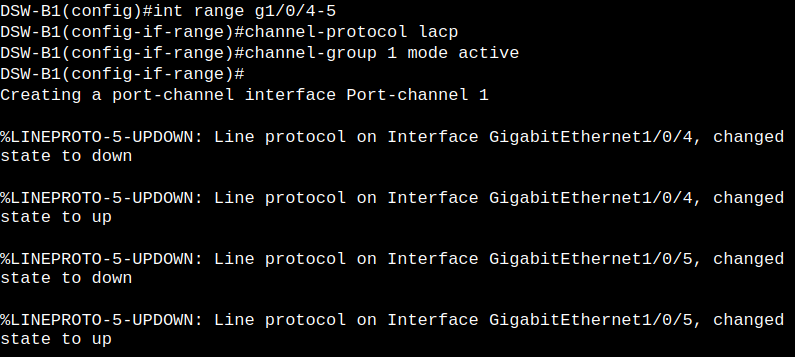 DSW-B1(config)#int range g1/0/4-5
DSW-B1(config-if-range)#channel-protocol lacp
DSW-B1(config-if-range)#channel-group 1 mode active
DSW-B1(config-if-range)#
Creating a port-channel interface Port-channel 1
%LINEPROTO-5-UPDOWN: Line protocol on Interface GigabitEthernet1/0/4, changed
state to down
%LINEPROTO-5-UPDOWN: Line protocol on Interface GigabitEthernet1/0/4, changed
state to up
%LINEPROTO-5-UPDOWN: Line protocol on Interface GigabitEthernet1/0/5, changed
state to down
%LINEPROTO-5-UPDOWN: Line protocol on Interface GigabitEthernet1/0/5, changed
state to up